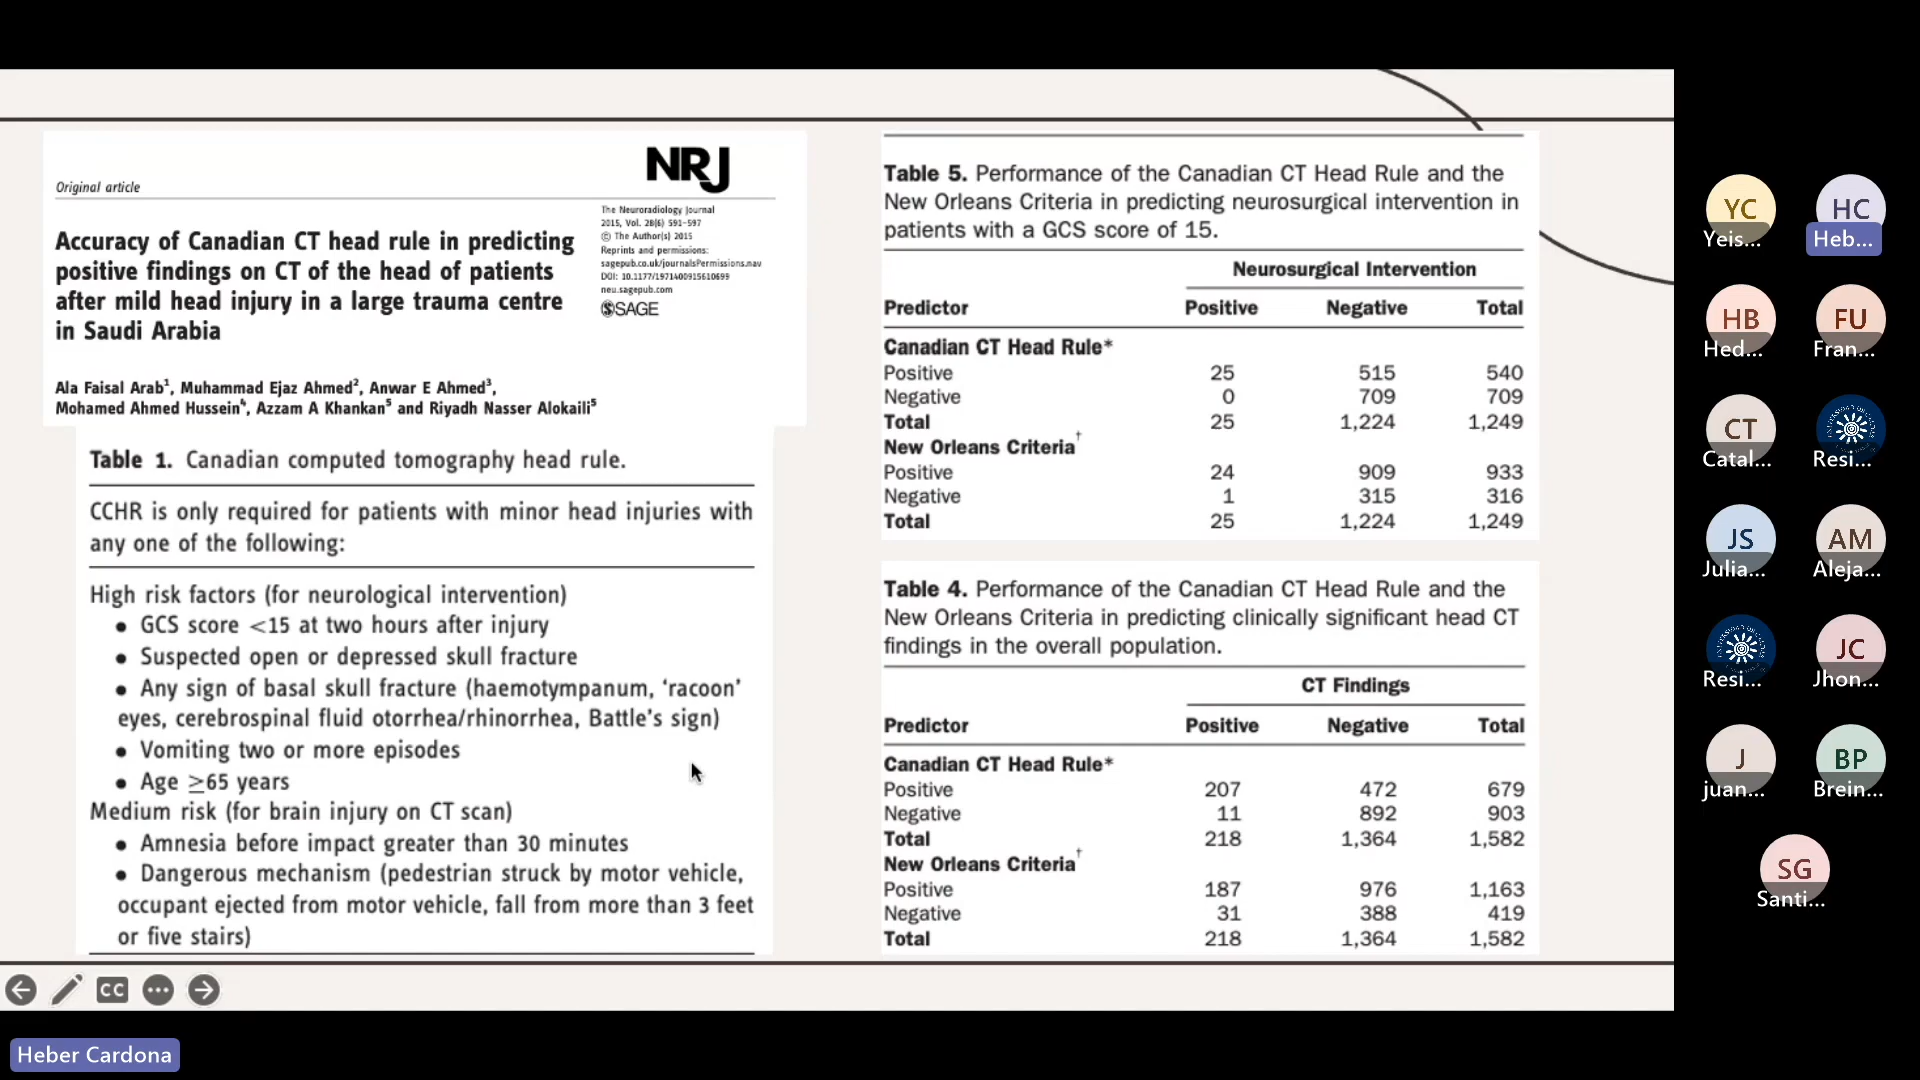 Original article
NRJ
The Neuroradiology Journal
2015, Vol. 28(6) 591–597
© The Author(s) 2015
Reprints and permissions:
sagepub.co.uk/journalsPermissions.nav
DOI: 10.1177/1971400915610699
neu.sagepub.com
SAGE
Accuracy of Canadian CT head rule in predicting
positive findings on CT of the head of patients
after mild head injury in a large trauma centre
in Saudi Arabia
Ala Faisal Arab1, Muhammad Ejaz Ahmed2, Anwar E Ahmed3,
Mohamed Ahmed Hussein4, Azzam A Khankan5 and Riyadh Nasser Alokaili5
Table 1. Canadian computed tomography head rule.
CCHR is only required for patients with minor head injuries with
any one of the following:
High risk factors (for neurological intervention)
• GCS score <15 at two hours after injury
• Suspected open or depressed skull fracture
• Any sign of basal skull fracture (haemotympanum, ‘racoon’
eyes, cerebrospinal fluid otorrhea/rhinorrhea, Battle’s sign)
• Vomiting two or more episodes
• Age ≥65 years
Medium risk (for brain injury on CT scan)
• Amnesia before impact greater than 30 minutes
• Dangerous mechanism (pedestrian struck by motor vehicle,
occupant ejected from motor vehicle, fall from more than 3 feet
or five stairs)
Table 5. Performance of the Canadian CT Head Rule and the
New Orleans Criteria in predicting neurosurgical intervention in
patients with a GCS score of 15.
Neurosurgical Intervention
Predictor Positive Negative Total
Canadian CT Head Rule*
Positive 25 515 540
Negative 0 709 709
Total 25 1,224 1,249
New Orleans Criteria†
Positive 24 909 933
Negative 1 315 316
Total 25 1,224 1,249
Table 4. Performance of the Canadian CT Head Rule and the
New Orleans Criteria in predicting clinically significant head CT
findings in the overall population.
CT Findings
Predictor Positive Negative Total
Canadian CT Head Rule*
Positive 207 472 679
Negative 11 892 903
Total 218 1,364 1,582
New Orleans Criteria†
Positive 187 976 1,163
Negative 31 388 419
Total 218 1,364 1,582
CC
Heber Cardona
YC
Yeis...
HC
Heb...
HB
Hed...
FU
Fran...
CT
Catal...
Resi...
JS
Julia...
AM
Aleja...
Resi...
JC
Jhon...
J
juan...
BP
Brein...
SG
Santi...